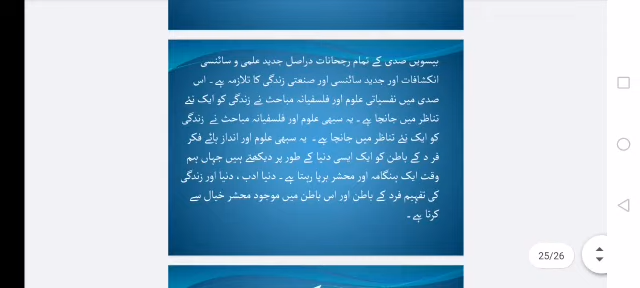 بیسویں صدی کے تمام رجحانات دراصل جدید علمی و سائنسی
انکشافات اور جدید سائنسی اور صنعتی زندگی کا تلازمہ ہے۔ اس
صدی میں نفسیاتی علوم اور فلسفیانہ مباحث نے زندگی کو ایک نئے
تناظر میں جانچا ہے۔ یہ سبھی علوم اور فلسفیانہ مباحث نے زندگی
کو ایک نئے تناظر میں جانچا ہے۔ یہ سبھی علوم اور انداز ہائے فکر
فر د کے باطن کو ایک ایسی دنیا کے طور پر دیکھتے ہیں جہاں ہم
وقت ایک ہنگامہ اور محشر برپا رہتا ہے۔ دنیا ادب ، دنیا اور زندگی
کی تفہیم فرد کے باطن اور اس باطن میں موجود محشر خیال سے
کرتا ہے۔
25/26